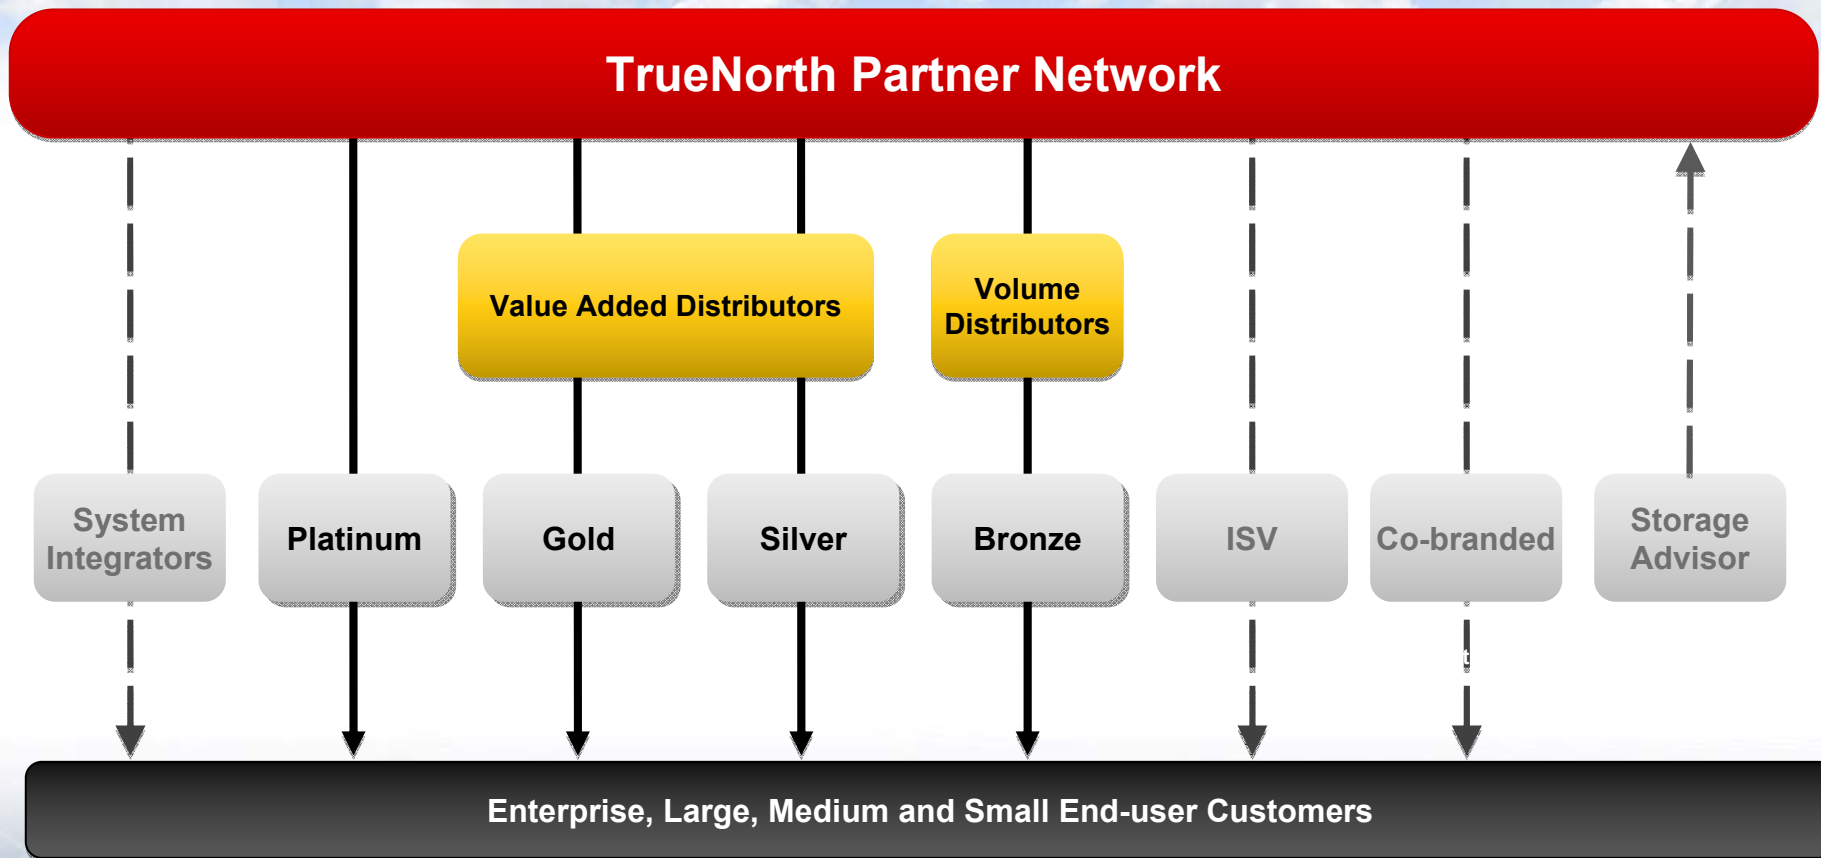 TrueNorth Partner Network
Value Added Distributors
Volume
Distributors
System
Integrators
Platinum
Gold
Silver
Bronze
ISV
Co-branded
Storage
Advisor
t
Enterprise, Large, Medium and Small End-user Customers